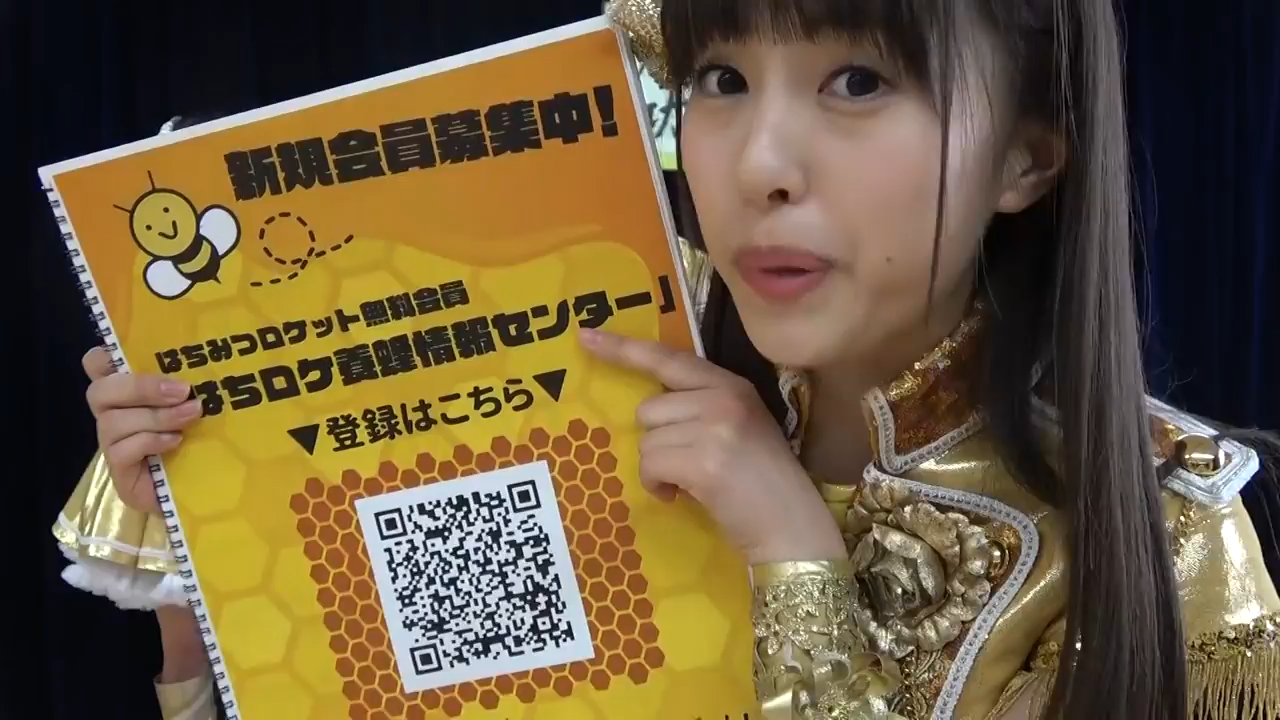 新規会員募集中!
はちみつロケット無料会員
はちロケ養蜂情報センター」
▼登録はこちら▼